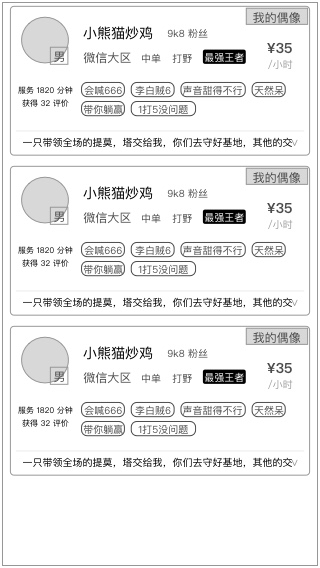 我的偶像
小熊猫炒鸡 9k8 粉丝
¥35
微信大区 中单 打野 最强王者
/小时
男
服务 1820 分钟 会喊666 李白贼6 声音甜得不行 天然呆
获得 32 评价 带你躺赢 1打5没问题
一只带领全场的提莫，塔交给我，你们去守好基地，其他的交
我的偶像
小熊猫炒鸡 9k8 粉丝
¥35
微信大区 中单 打野 最强王者
/小时
男
服务 1820 分钟 会喊666 李白贼6 声音甜得不行 天然呆
获得 32 评价 带你躺赢 1打5没问题
一只带领全场的提莫，塔交给我，你们去守好基地，其他的交
我的偶像
小熊猫炒鸡 9k8 粉丝
¥35
微信大区 中单 打野 最强王者
/小时
男
服务 1820 分钟 会喊666 李白贼6 声音甜得不行 天然呆
获得 32 评价 带你躺赢 1打5没问题
一只带领全场的提莫，塔交给我，你们去守好基地，其他的交